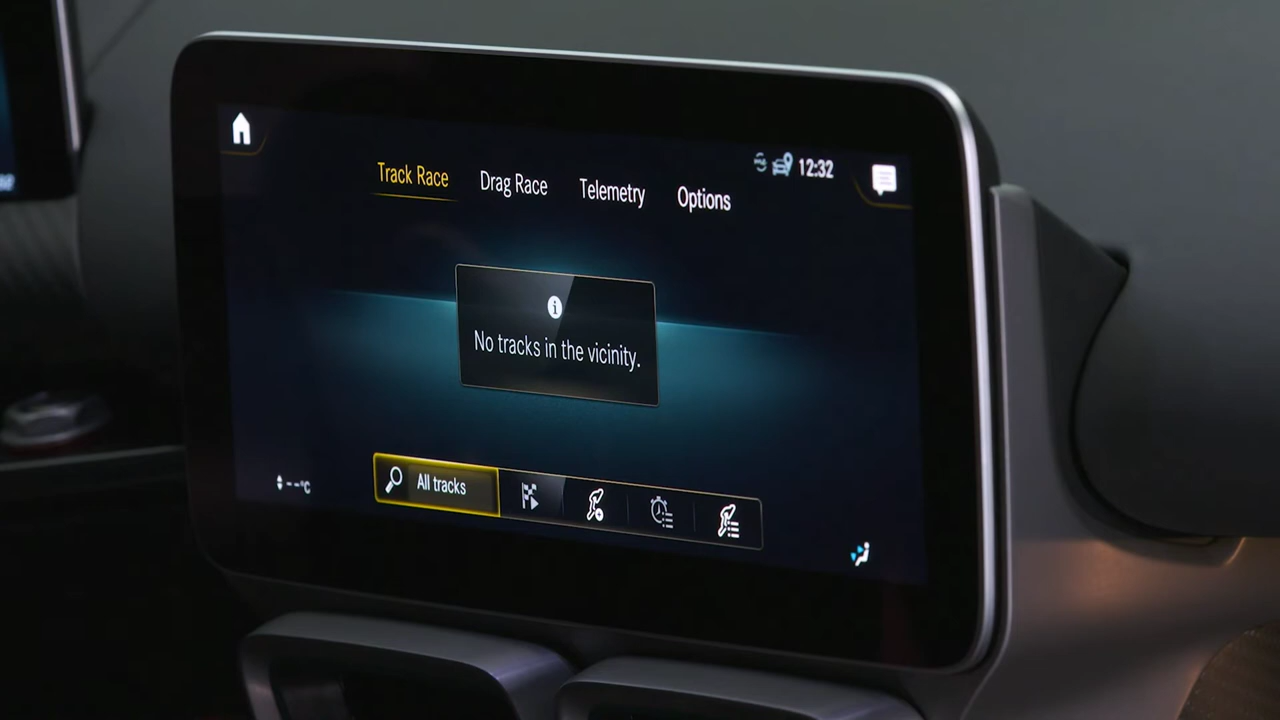 Track Race
Drag Race
Telemetry
Options
12:32
No tracks in the vicinity.
All tracks
--°C